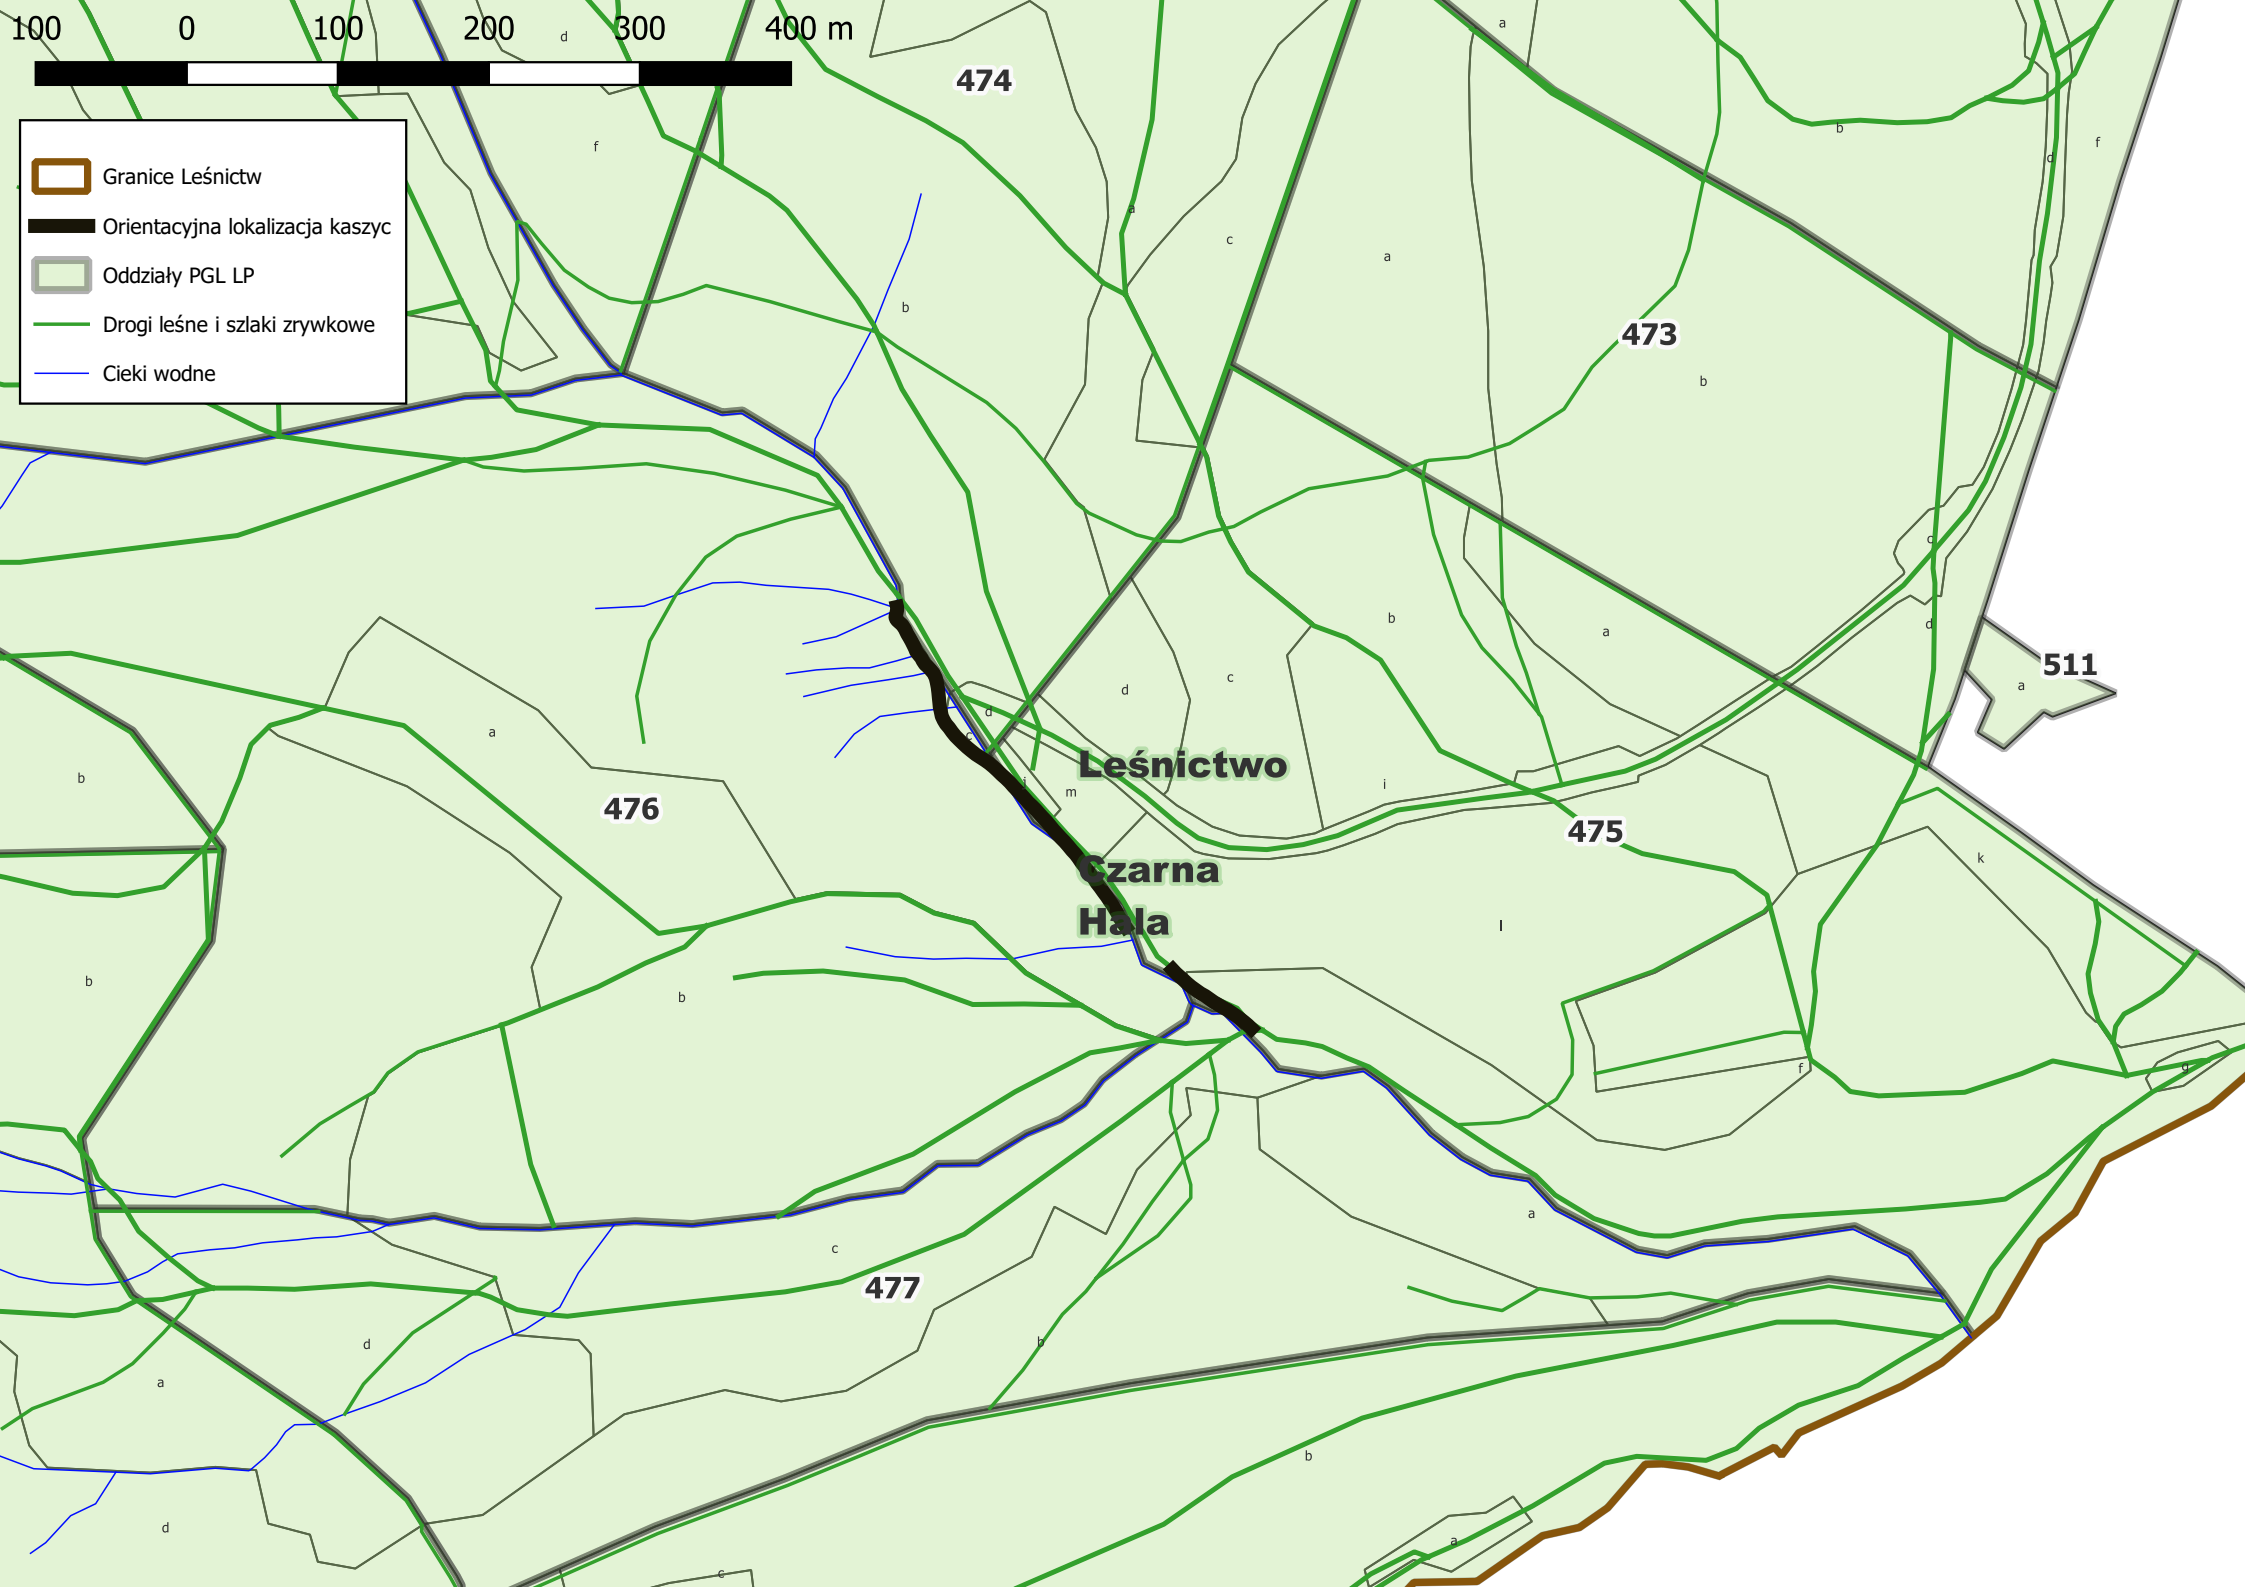 100 0 100 200 300 400 m
Granice Leśnictw
Orientacyjna lokalizacja kaszyc
Oddziały PGL LP
Drogi leśne i szlaki zrywkowe
Cieki wodne
d
a
474
f
b
f
d
a
c
a
b
473
b
c
b
a
d
511
a
c
d
d
a
c
Leśnictwo
b
i
m
i
476
475
k
Czarna
Hala
l
b
b
f
g
a
c
477
d
b
a
b
d
a
c